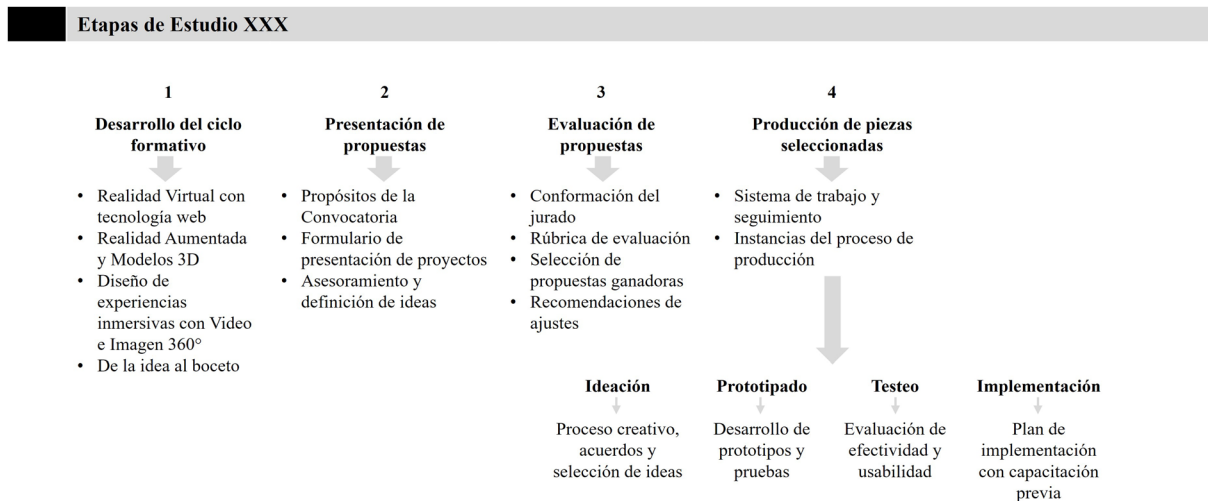 Etapas de Estudio XXX
1
Desarrollo del ciclo
formativo
• Realidad Virtual con
tecnología web
• Realidad Aumentada
y Modelos 3D
• Diseño de
experiencias
inmersivas con Video
e Imagen 360°
• De la idea al boceto
2
Presentación de
propuestas
• Propósitos de la
Convocatoria
• Formulario de
presentación de proyectos
• Asesoramiento y
definición de ideas
3
Evaluación de
propuestas
• Conformación del
jurado
• Rúbrica de evaluación
• Selección de
propuestas ganadoras
• Recomendaciones de
ajustes
4
Producción de piezas
seleccionadas
• Sistema de trabajo y
seguimiento
• Instancias del proceso de
producción
Ideación
Proceso creativo,
acuerdos y
selección de ideas
Prototipado
Desarrollo de
prototipos y
pruebas
Testeo
Evaluación de
efectividad y
usabilidad
Implementación
Plan de
implementación
con capacitación
previa